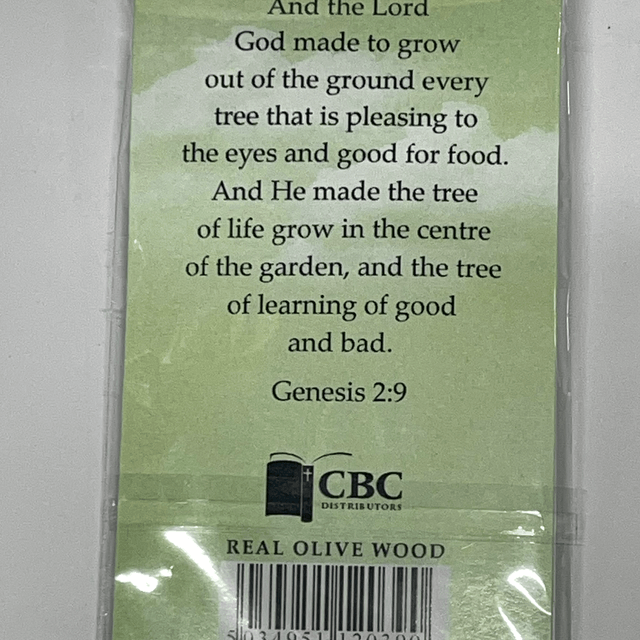 And the Lord
God made to grow
out of the ground every
tree that is pleasing to
the eyes and good for food.
And He made the tree
of life grow in the centre
of the garden, and the tree
of learning of good
and bad.
Genesis 2:9
CBC
DISTRIBUTORS
REAL OLIVE WOOD